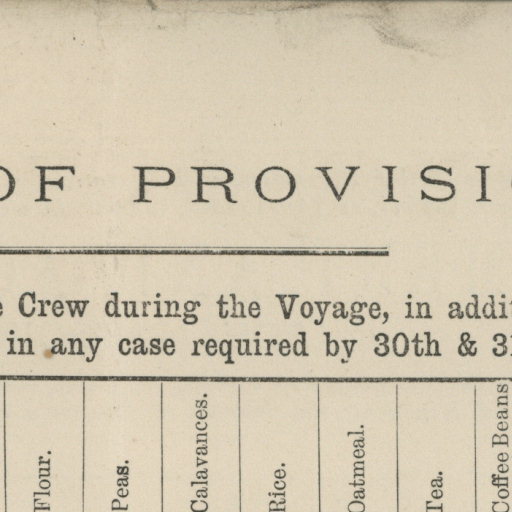 OF PROVISI
e Crew during the Voyage, in addit
in any case required by 30th & 31
Flour.
Peas.
Calavances.
Rice.
Oatmeal.
Tea.
Coffee Beans